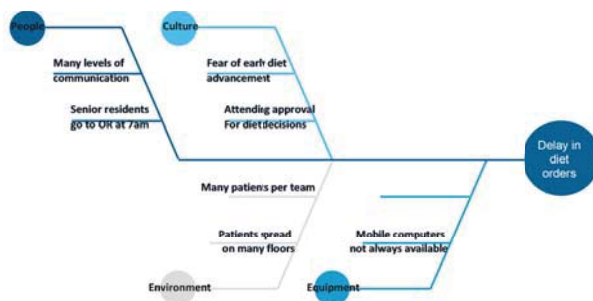 People
Culture
Many levels of
communication
Fear of early diet
advancement
Senior residents
go to OR at 7am
Attending approval
For dietdecisions
Delay in
diet
orders
Many patients per team
Patients spread
on many floors
Mobile computers
not always available
Environment
Equipment